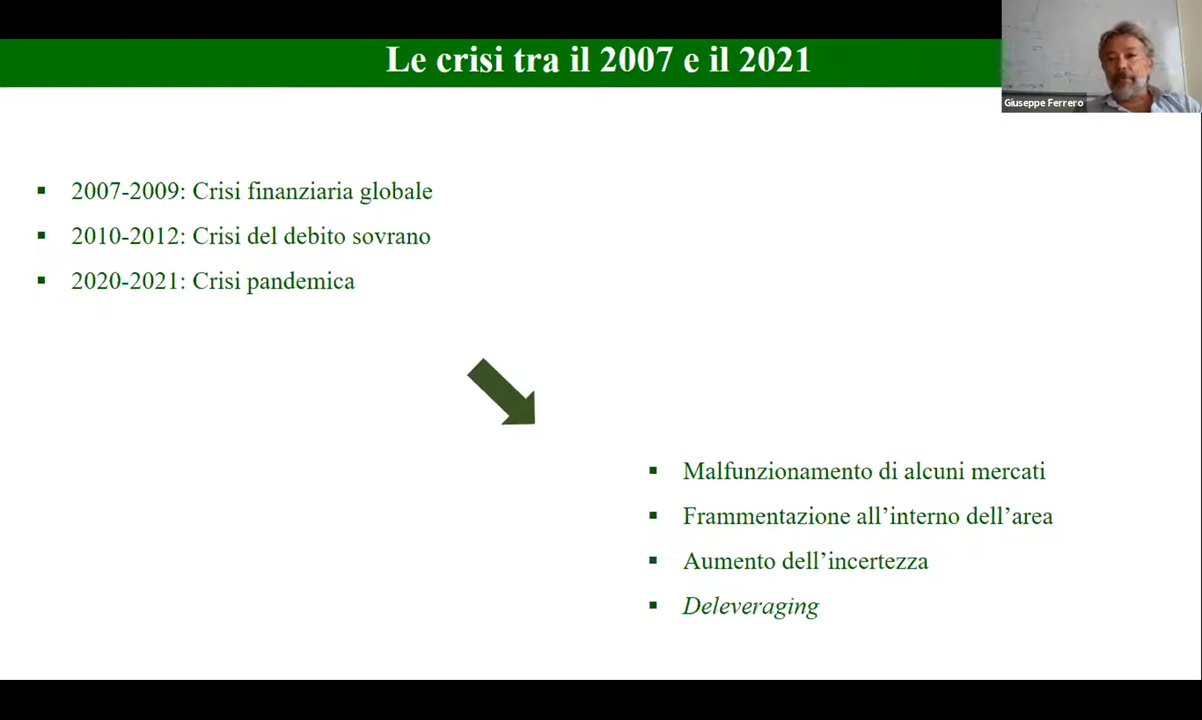 Le crisi tra il 2007 e il 2021
Giuseppe Ferrero
2007-2009: Crisi finanziaria globale
2010-2012: Crisi del debito sovrano
2020-2021: Crisi pandemica
Malfunzionamento di alcuni mercati
Frammentazione all’interno dell’area
Aumento dell’incertezza
Deleveraging